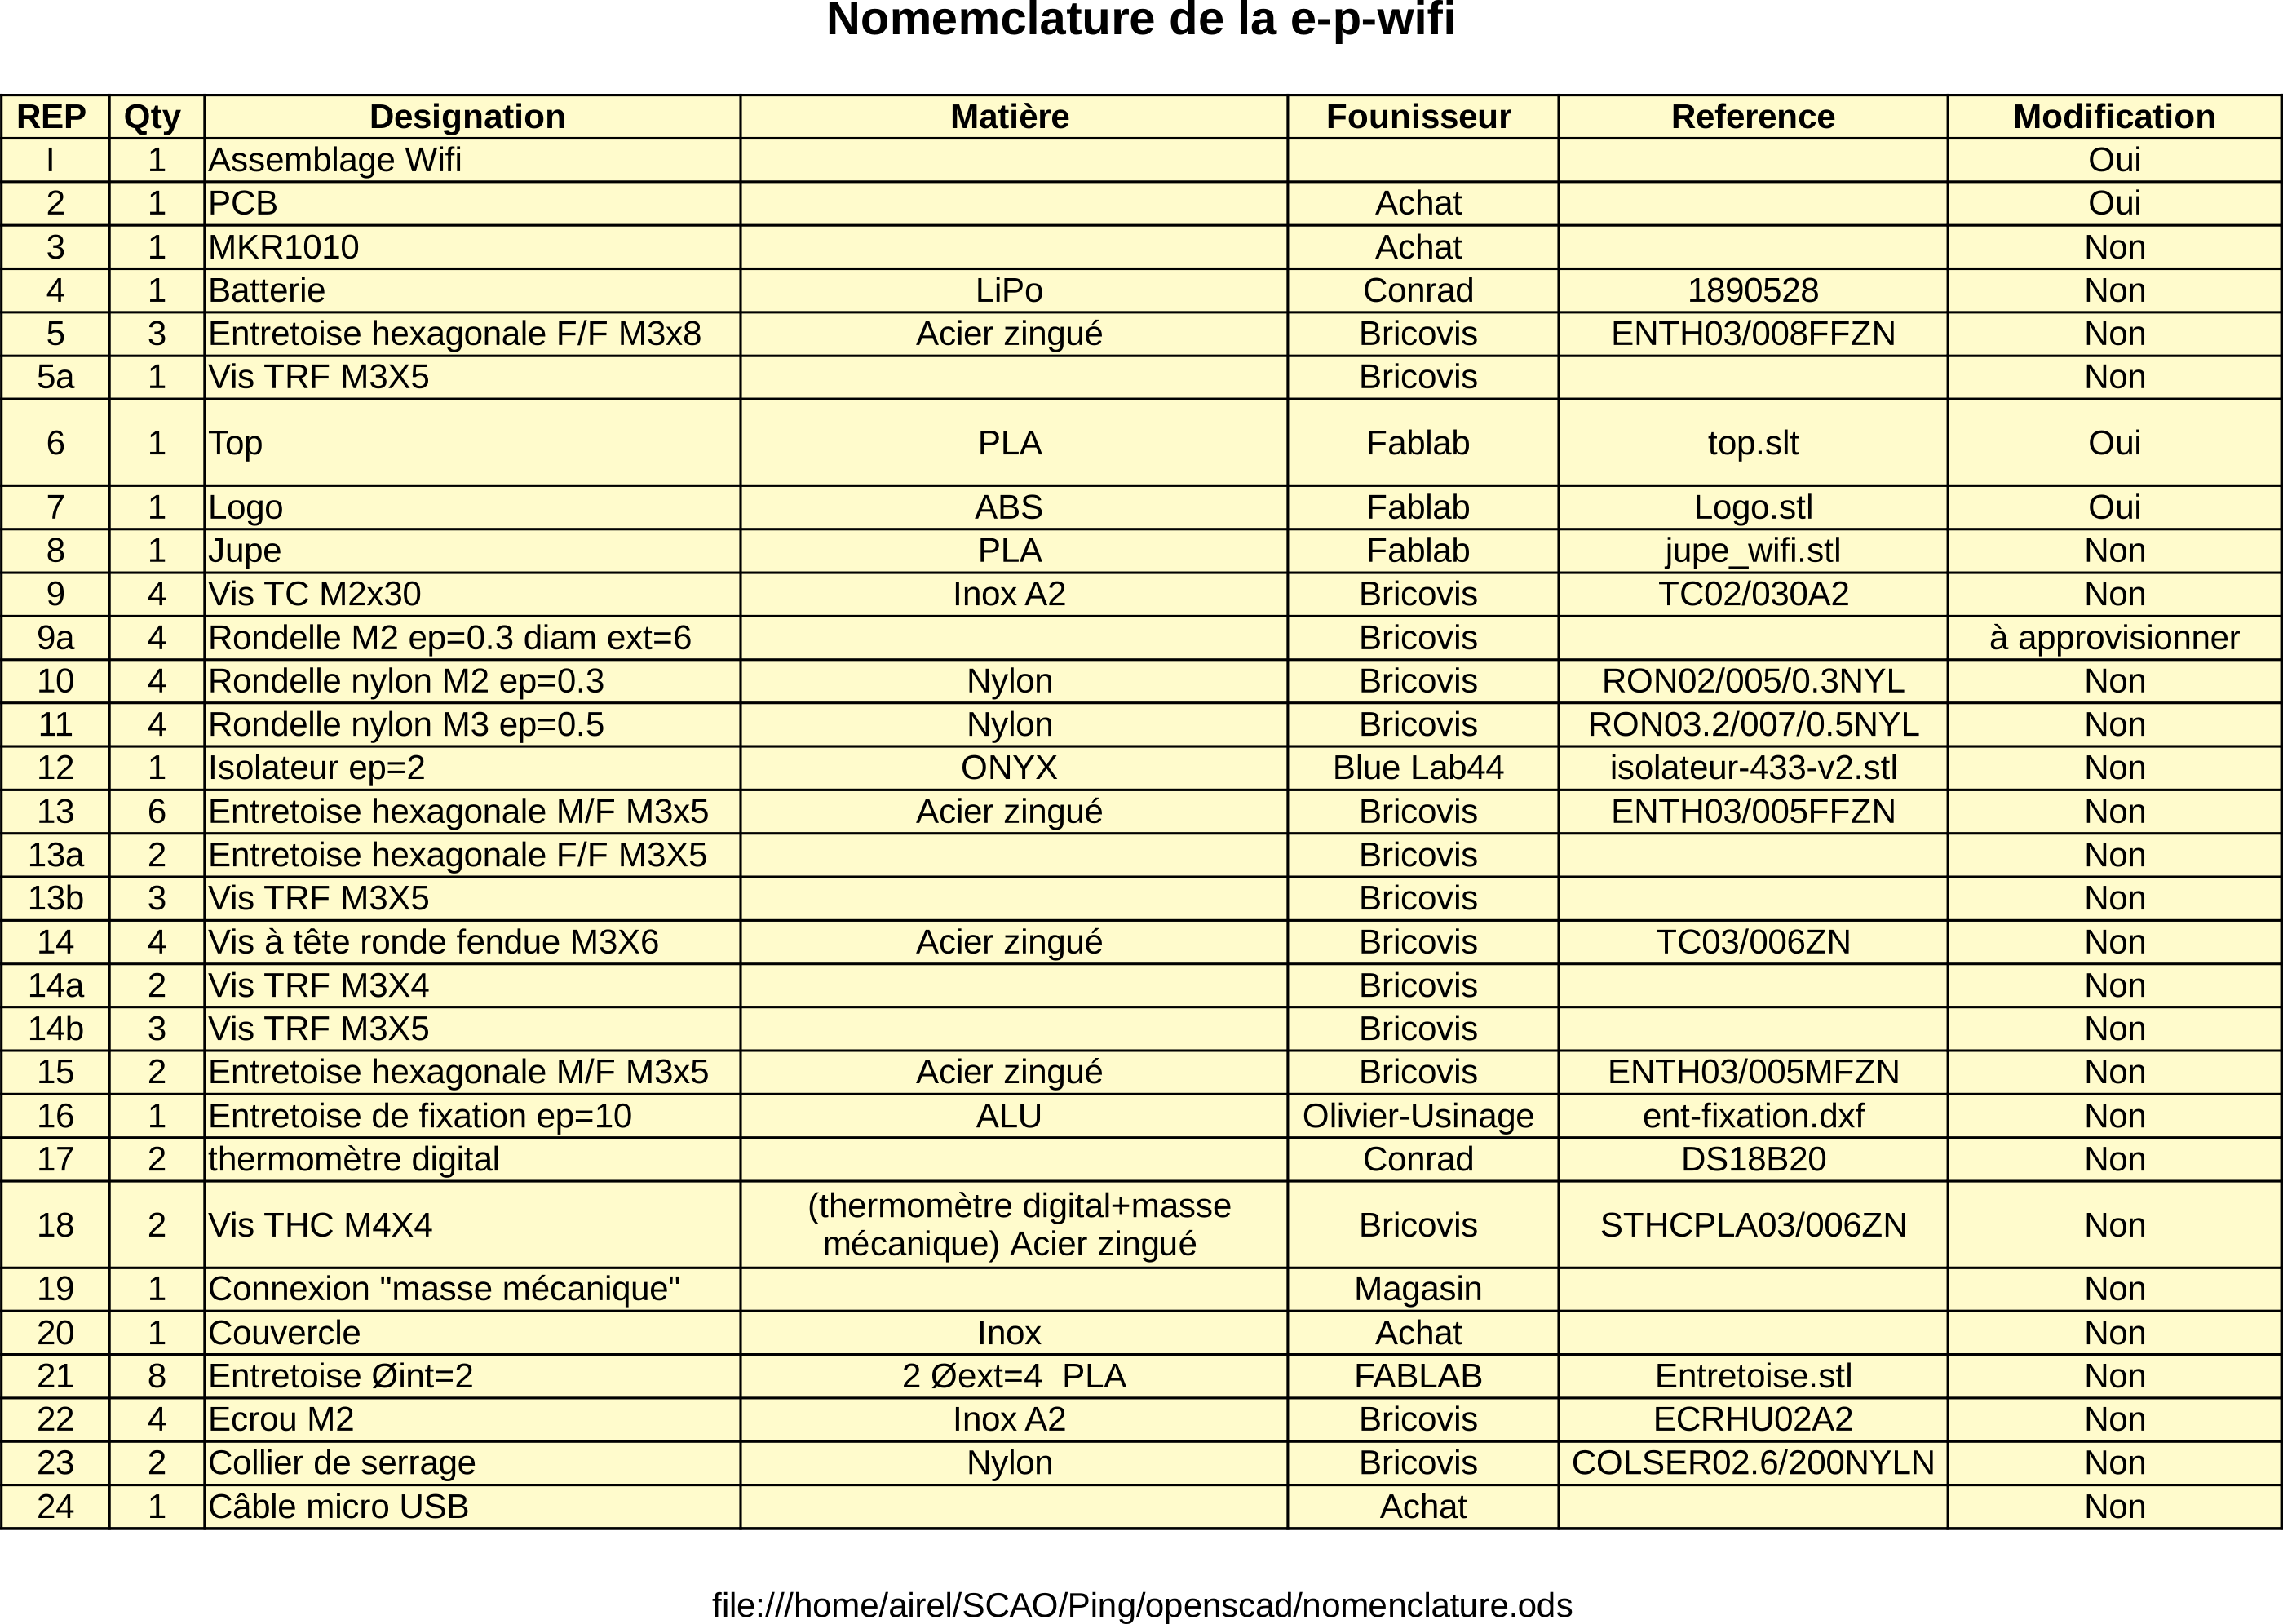 Nomemclature de la e-p-wifi
REP Qty Designation Matière Founisseur Reference Modification
I 1 Assemblage Wifi Oui
2 1 PCB Achat Oui
3 1 MKR1010 Achat Non
4 1 Batterie LiPo Conrad 1890528 Non
5 3 Entretoise hexagonale F/F M3x8 Acier zingué Bricovis ENTH03/008FFZN Non
5a 1 Vis TRF M3X5 Bricovis Non
6 1 Top PLA Fablab top.slt Oui
7 1 Logo ABS Fablab Logo.stl Oui
8 1 Jupe PLA Fablab jupe_wifi.stl Non
9 4 Vis TC M2x30 Inox A2 Bricovis TC02/030A2 Non
9a 4 Rondelle M2 ep=0.3 diam ext=6 Bricovis à approvisionner
10 4 Rondelle nylon M2 ep=0.3 Nylon Bricovis RON02/005/0.3NYL Non
11 4 Rondelle nylon M3 ep=0.5 Nylon Bricovis RON03.2/007/0.5NYL Non
12 1 Isolateur ep=2 ONYX Blue Lab44 isolateur-433-v2.stl Non
13 6 Entretoise hexagonale M/F M3x5 Acier zingué Bricovis ENTH03/005FFZN Non
13a 2 Entretoise hexagonale F/F M3X5 Bricovis Non
13b 3 Vis TRF M3X5 Bricovis Non
14 4 Vis à tête ronde fendue M3X6 Acier zingué Bricovis TC03/006ZN Non
14a 2 Vis TRF M3X4 Bricovis Non
14b 3 Vis TRF M3X5 Bricovis Non
15 2 Entretoise hexagonale M/F M3x5 Acier zingué Bricovis ENTH03/005MFZN Non
16 1 Entretoise de fixation ep=10 ALU Olivier-Usinage ent-fixation.dxf Non
17 2 thermomètre digital Conrad DS18B20 Non
18 2 Vis THC M4X4 (thermomètre digital+masse
mécanique) Acier zingué Bricovis STHCPLA03/006ZN Non
19 1 Connexion "masse mécanique" Magasin Non
20 1 Couvercle Inox Achat Non
21 8 Entretoise Øint=2 2 Øext=4 PLA FABLAB Entretoise.stl Non
22 4 Ecrou M2 Inox A2 Bricovis ECRHU02A2 Non
23 2 Collier de serrage Nylon Bricovis COLSER02.6/200NYLN Non
24 1 Câble micro USB Achat Non
file:///home/airel/SCAO/Ping/openscad/nomenclature.ods